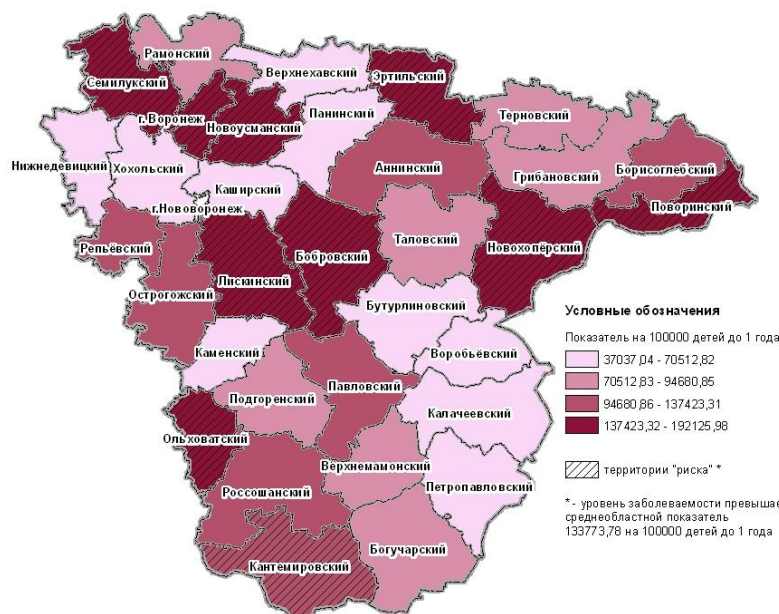 Рамонский
Верхнехавский
Эртильский
Семилукский
г. Воронеж
Новоусманский
Панинский
Терновский
Нижнедевицкий
Хохольский
Каширский
Аннинский
Грибановский
Борисоглебский
Поворинский
г.Нововоронеж
Репьёвский
Лискинский
Бобровский
Таловский
Новохопёрский
Острогожский
Бутурлиновский
Каменский
Воробьёвский
Павловский
Подгоренский
Калачеевский
Ольховатский
Верхнемамонский
Петропавловский
Россошанский
Богучарский
Кантемировский
Условные обозначения
Показатель на 100000 детей до 1 года
37037,04 - 70512,82
70512,83 - 94680,85
94680,86 - 137423,31
137423,32 - 192125,98
территории "риска" *
* - уровень заболеваемости превышае
среднеобластной показатель
133773,78 на 100000 детей до 1 года